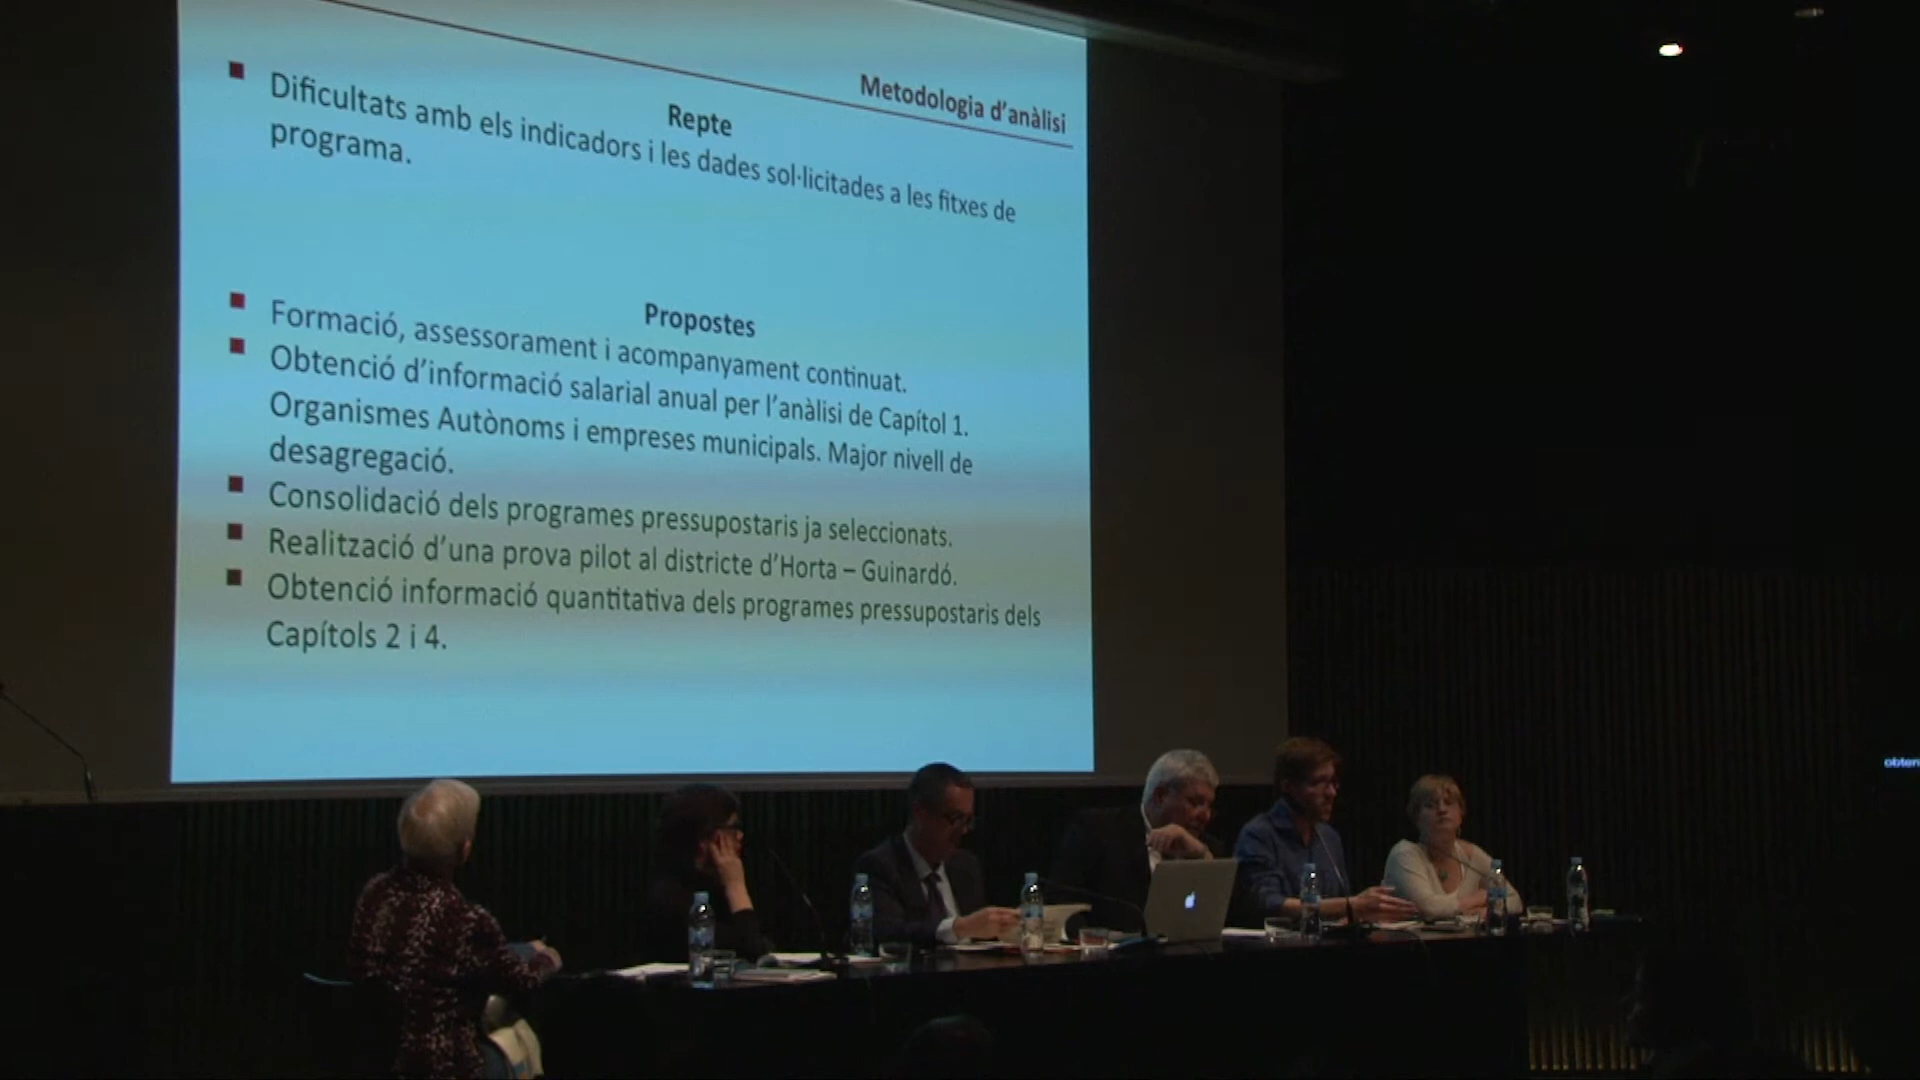 Metodologia d'anàlisi
Repte
Dificultats amb els indicadors i les dades sol·licitades a les fitxes de
programa.
Propostes
Formació, assessorament i acompanyament continuat.
Obtenció d'informació salarial anual per l'anàlisi de Capítol 1.
Organismes Autònoms i empreses municipals. Major nivell de
desagregació.
Consolidació dels programes pressupostaris ja seleccionats.
Realització d'una prova pilot al districte d'Horta – Guinardó.
Obtenció informació quantitativa dels programes pressupostaris dels
Capítols 2 i 4.
obten